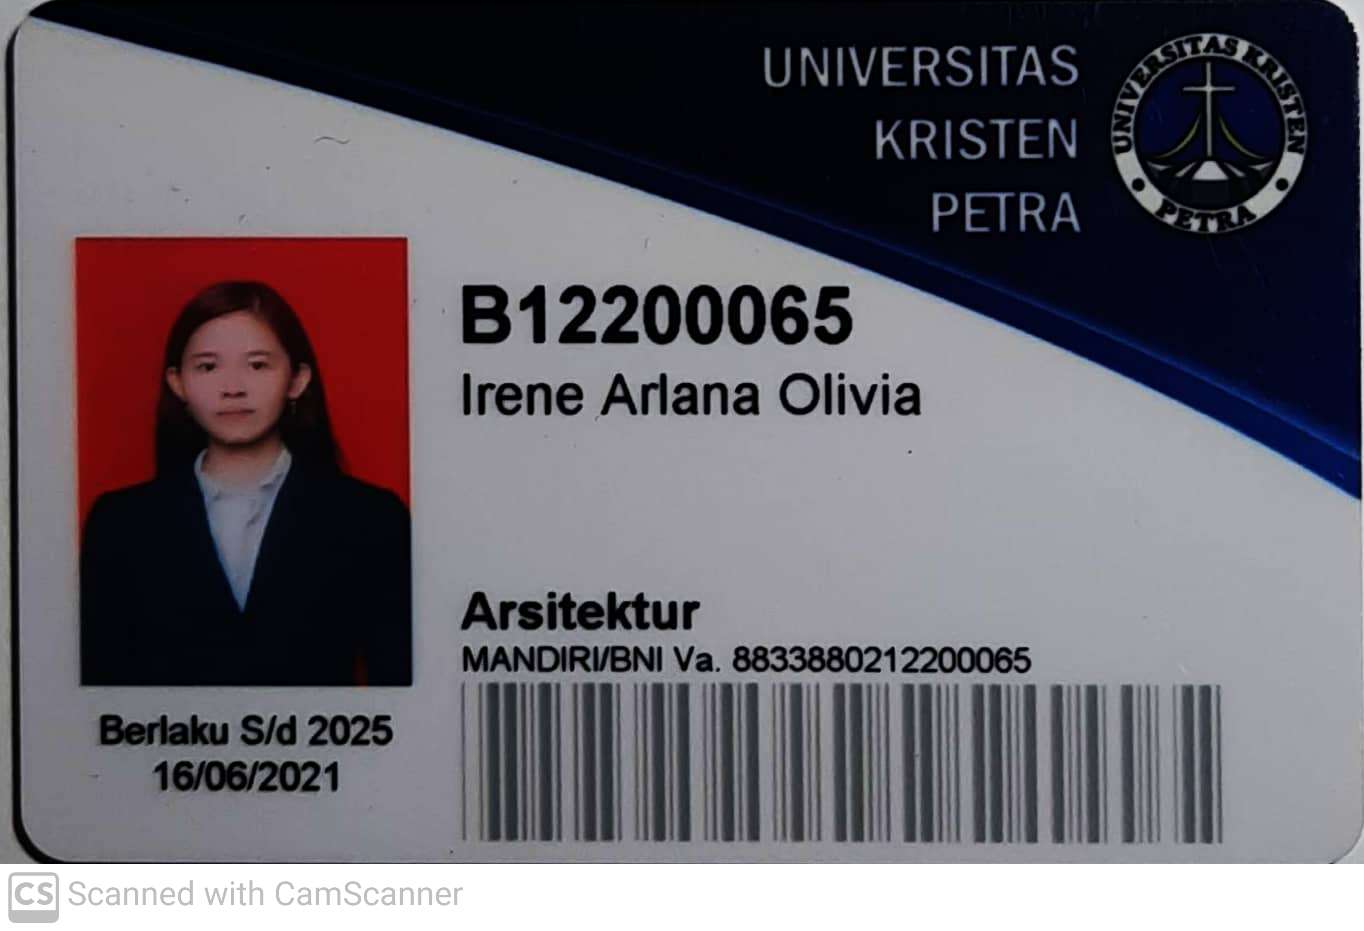 UNIVERSITAS
KRISTEN
PETRA
UNIVERSITAS KRISTEN
PETRA
B12200065
Irene Arlana Olivia
Arsitektur
MANDIRI/BNI Va. 8833880212200065
Berlaku S/d 2025
16/06/2021
CS Scanned with CamScanner